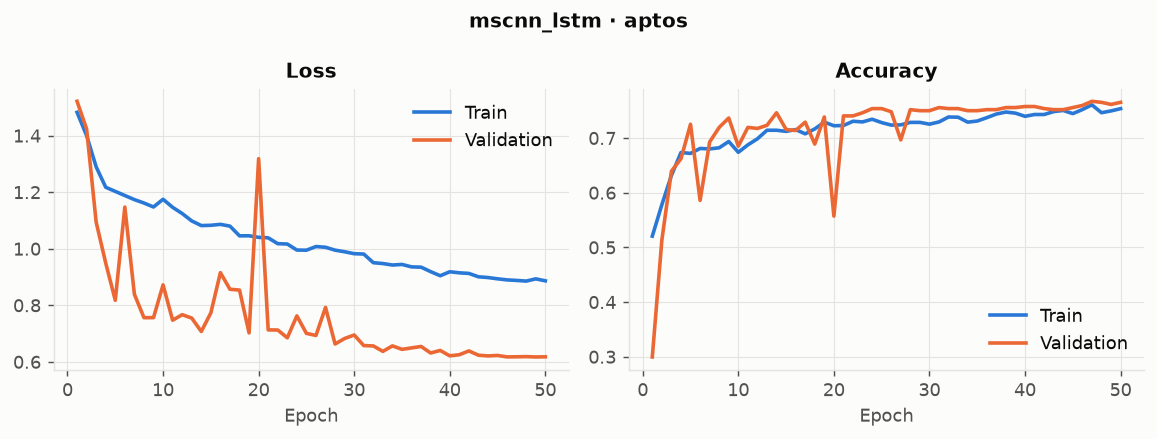 mscnn_lstm · aptos
Loss
Train
Validation
1.4
1.2
1.0
0.8
0.6
0 10 20 30 40 50
Epoch
Accuracy
0.7
0.6
0.5
0.4
0.3
Train
Validation
0 10 20 30 40 50
Epoch